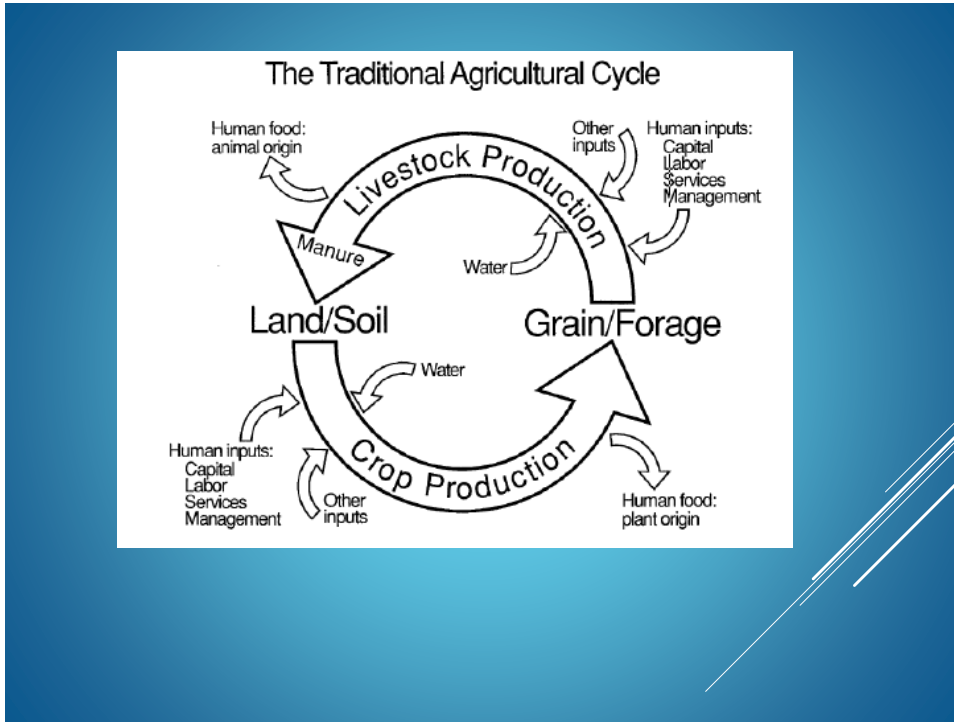 The Traditional Agricultural Cycle
Human food:
animal origin
Other
inputs
Human inputs:
Capital
Labor
Services
Management
Livestock Production
Manure
Water
Land/Soil
Grain/Forage
Water
Human inputs:
Capital
Labor
Services
Management
Other
inputs
Crop Production
Human food:
plant origin